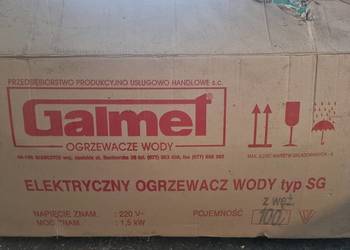 PRZEDSIĘBIORSTWO PRODUKCYJNO USŁUGOWO HANDLOWE s.c.
Galmet
OGRZEWACZE WODY
ELEKTRYCZNY OGRZEWACZ WODY typ SG
z węż.
NAPIĘCIE ZNAM. : 220 V~
MOC ZNAM. : 1,5 kW
POJEMNOŚĆ 100